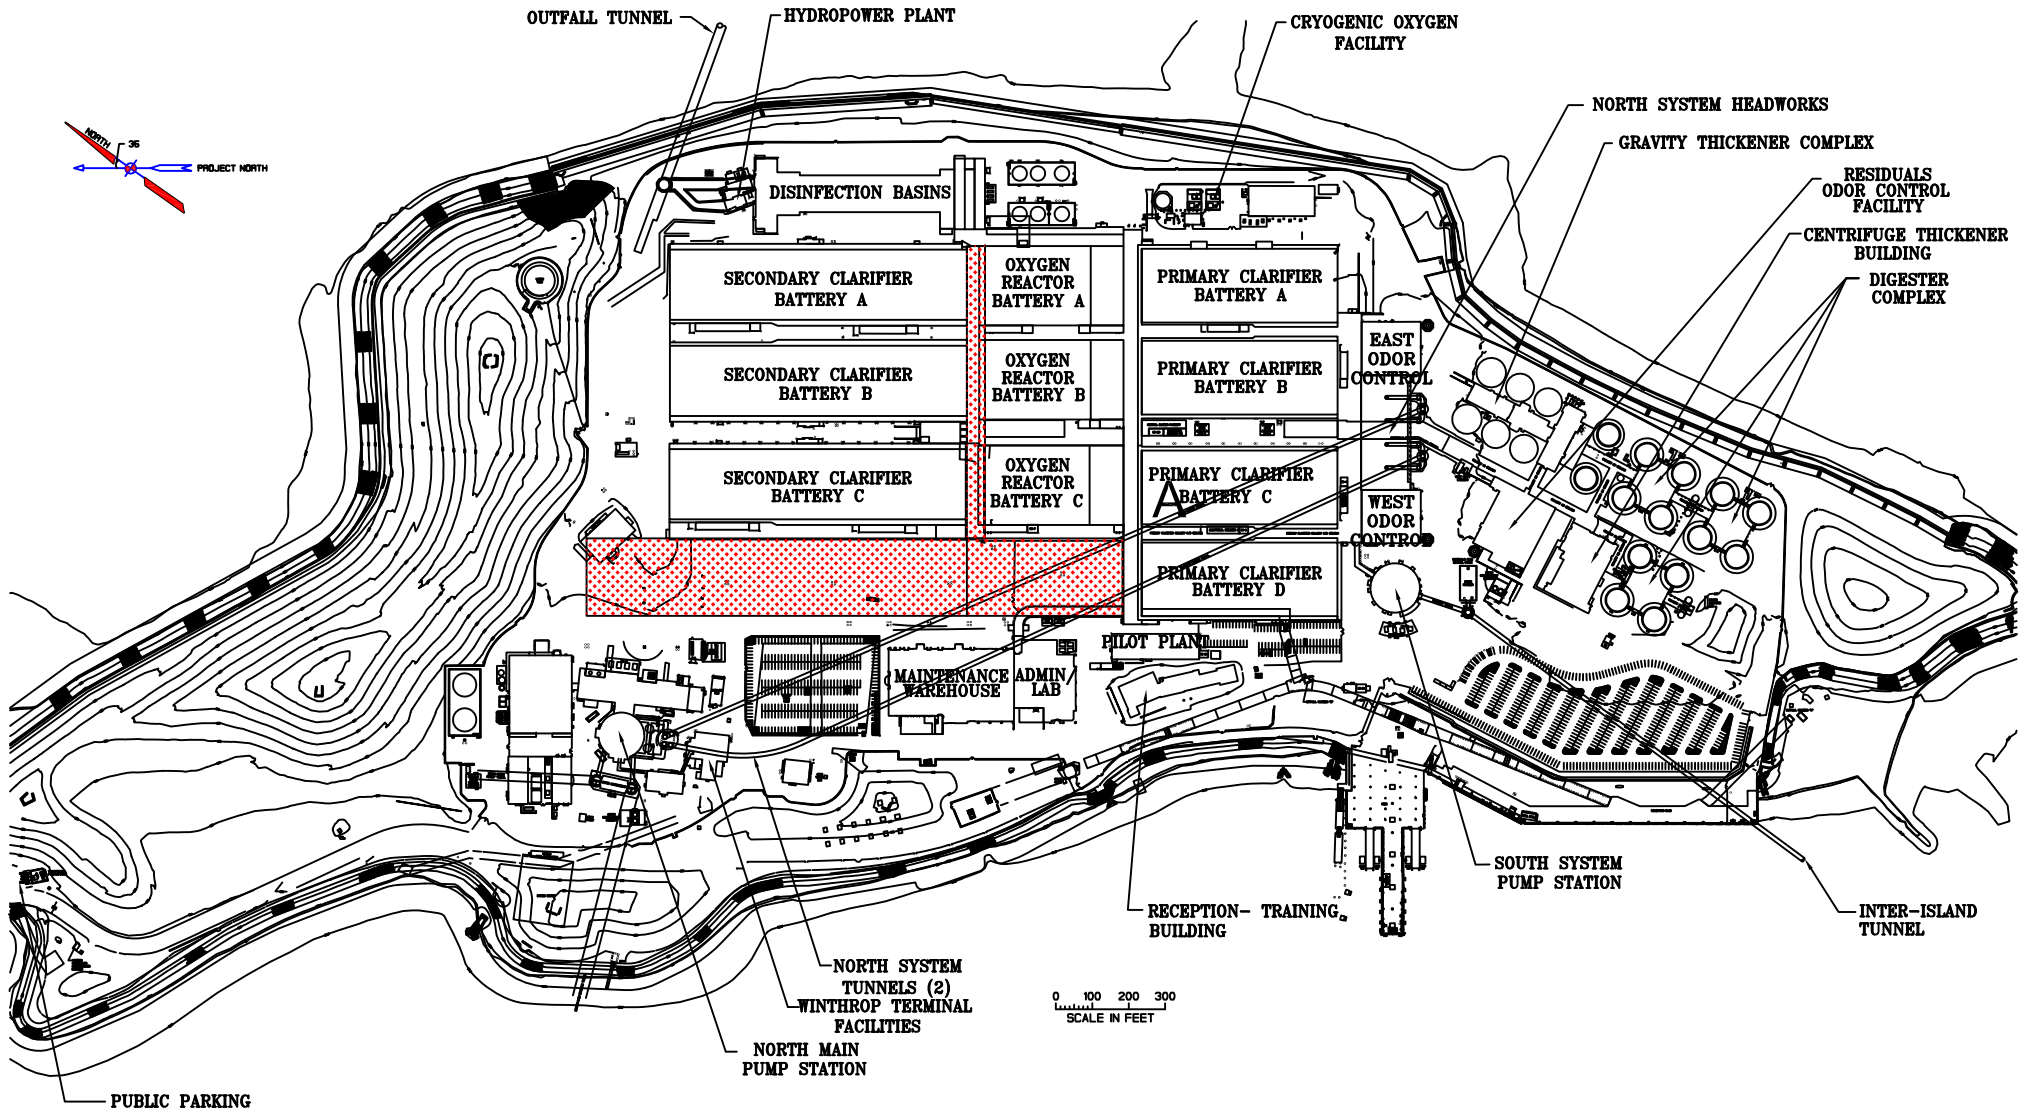 OUTFALL TUNNEL
HYDROPOWER PLANT
CRYOGENIC OXYGEN
FACILITY
NORTH SYSTEM HEADWORKS
GRAVITY THICKENER COMPLEX
RESIDUALS
ODOR CONTROL
FACILITY
CENTRIFUGE THICKENER
BUILDING
DIGESTER
COMPLEX
NORTH
36
PROJECT NORTH
DISINFECTION BASINS
SECONDARY CLARIFIER
BATTERY A
OXYGEN
REACTOR
BATTERY A
PRIMARY CLARIFIER
BATTERY A
EAST
ODOR
CONTROL
SECONDARY CLARIFIER
BATTERY B
OXYGEN
REACTOR
BATTERY B
PRIMARY CLARIFIER
BATTERY B
SECONDARY CLARIFIER
BATTERY C
OXYGEN
REACTOR
BATTERY C
PRIMARY CLARIFIER
BATTERY C
A
WEST
ODOR
CONTROL
PRIMARY CLARIFIER
BATTERY D
PILOT PLANT
MAINTENANCE
WAREHOUSE
ADMIN/
LAB
SOUTH SYSTEM
PUMP STATION
RECEPTION- TRAINING
BUILDING
INTER-ISLAND
TUNNEL
NORTH SYSTEM
TUNNELS (2)
WINTHROP TERMINAL
FACILITIES
NORTH MAIN
PUMP STATION
0 100 200 300
SCALE IN FEET
PUBLIC PARKING